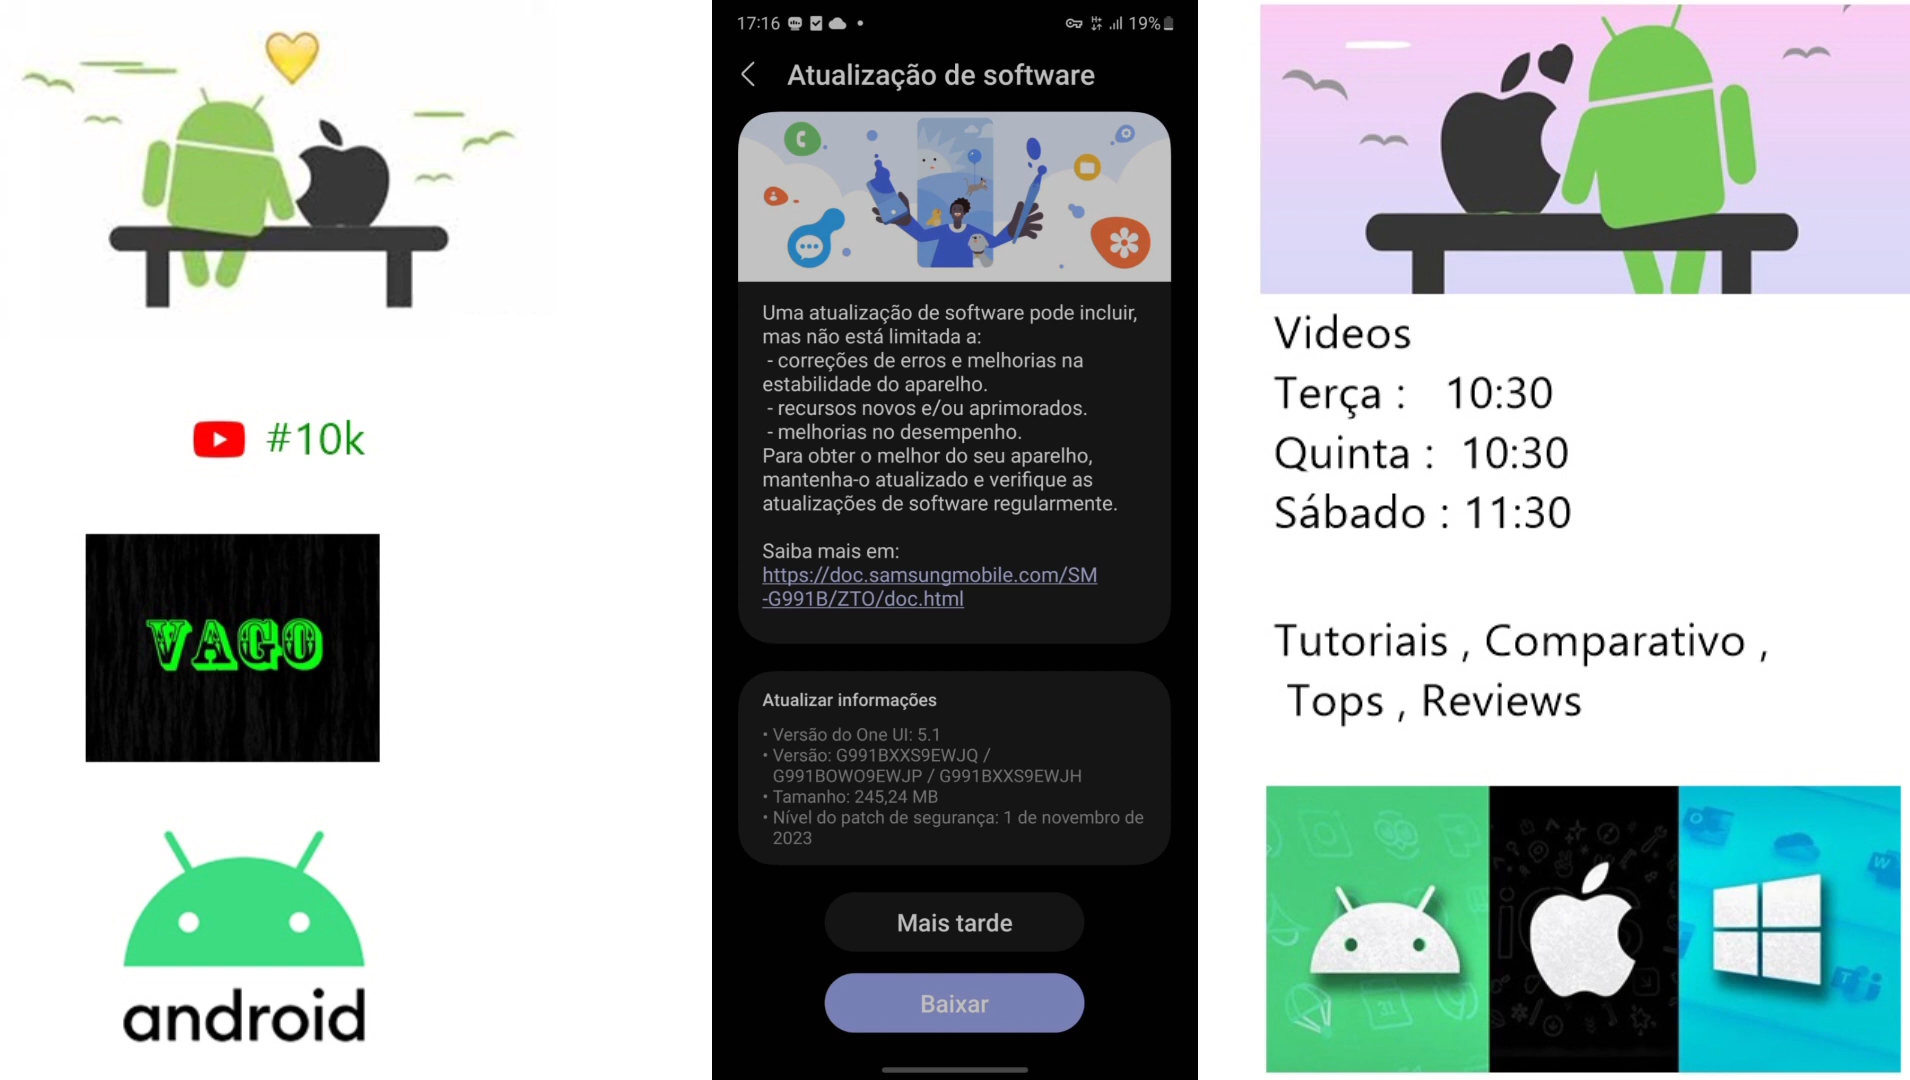 #10k
VAGO
android
17:16
19%
Atualização de software
Uma atualização de software pode incluir,
mas não está limitada a:
- correções de erros e melhorias na
estabilidade do aparelho.
- recursos novos e/ou aprimorados.
- melhorias no desempenho.
Para obter o melhor do seu aparelho,
mantenha-o atualizado e verifique as
atualizações de software regularmente.
Saiba mais em:
https://doc.samsungmobile.com/SM
-G991B/ZTO/doc.html
Atualizar informações
• Versão do One UI: 5.1
• Versão: G991BXXS9EWJQ /
G991BOWO9EWJP / G991BXXS9EWJH
• Tamanho: 245,24 MB
• Nível do patch de segurança: 1 de novembro de
2023
Mais tarde
Baixar
Videos
Terça : 10:30
Quinta : 10:30
Sábado : 11:30
Tutoriais , Comparativo ,
Tops , Reviews